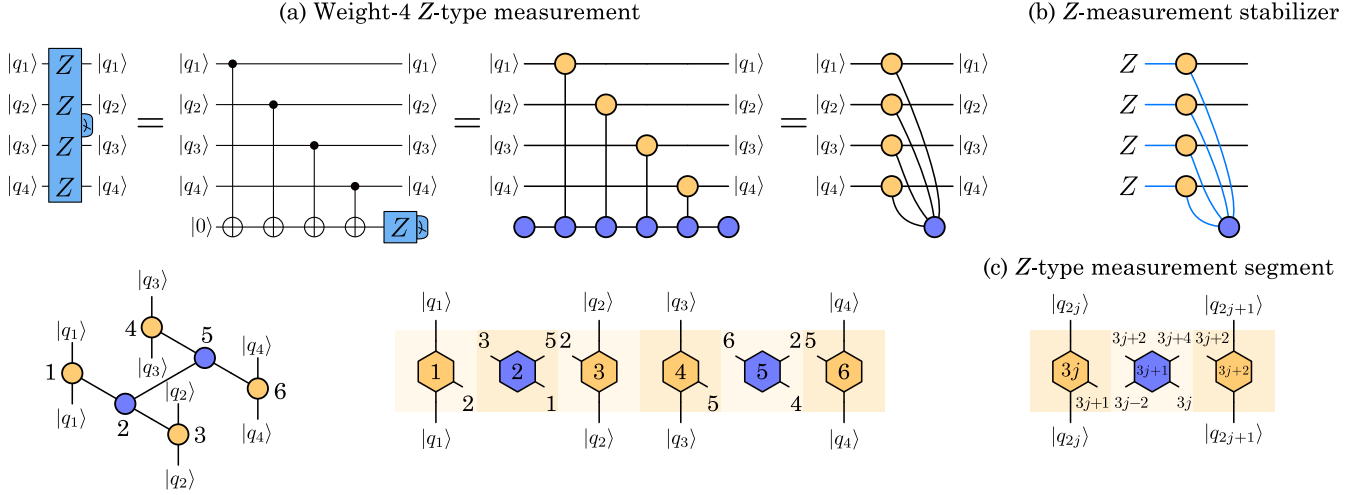 (a) Weight-4 Z-type measurement
(b) Z-measurement stabilizer
|q₁⟩ Z |q₁⟩ = |q₁⟩ |q₁⟩ = |q₁⟩ |q₁⟩ = |q₁⟩ |q₁⟩
|q₂⟩ Z |q₂⟩ |q₂⟩ |q₂⟩ |q₂⟩ |q₂⟩ |q₂⟩ |q₂⟩
|q₃⟩ Z |q₃⟩ |q₃⟩ |q₃⟩ |q₃⟩ |q₃⟩ |q₃⟩ |q₃⟩
|q₄⟩ Z |q₄⟩ |q₄⟩ |q₄⟩ |q₄⟩ |q₄⟩ |q₄⟩ |q₄⟩
|0⟩ Z
Z
Z
Z
Z
(c) Z-type measurement segment
|q₃⟩
|q₁⟩ 4 5
1 |q₃⟩ |q₄⟩
|q₁⟩ |q₂⟩ 6
2 3 |q₄⟩
|q₂⟩
|q₁⟩ |q₂⟩ |q₃⟩ |q₄⟩
3 5 2 6 2 5
1 2 3 4 5 6
2 1 5 4
|q₁⟩ |q₂⟩ |q₃⟩ |q₄⟩
|q₂ⱼ⟩ |q₂ⱼ₊₁⟩
3j+2 3j+4 3j+2
3j 3j+1 3j+2
3j+1 3j−2 3j
|q₂ⱼ⟩ |q₂ⱼ₊₁⟩